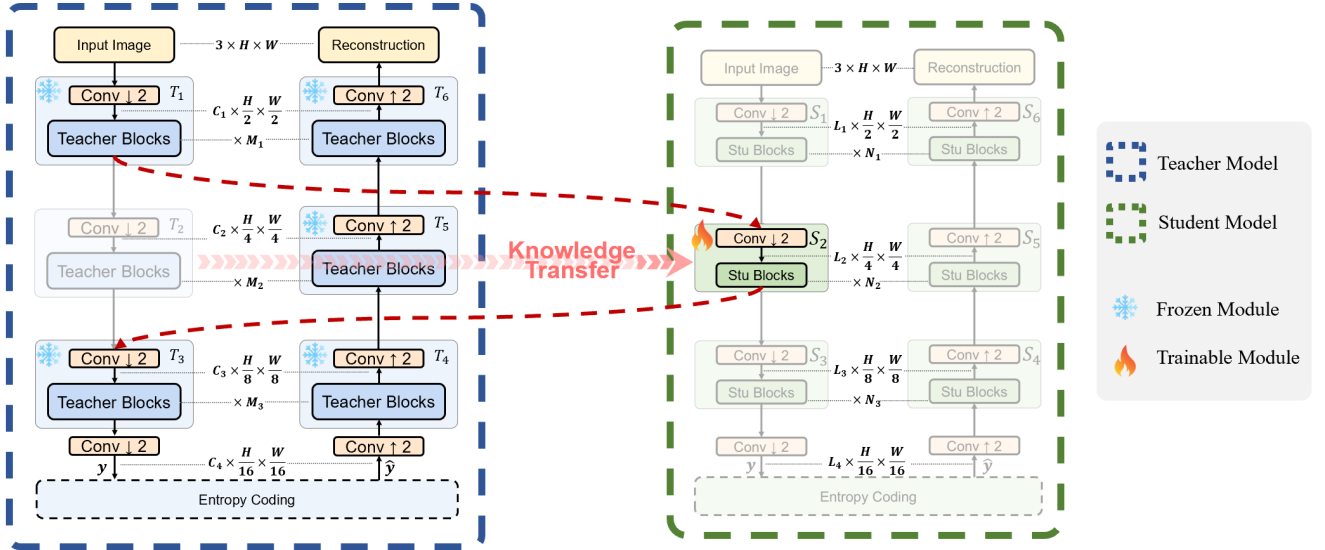 Input Image
3 × H × W
Reconstruction
Conv ↓ 2
T1
C1 × H/2 × W/2
Conv ↑ 2
T6
Teacher Blocks
× M1
Teacher Blocks
Conv ↓ 2
T2
C2 × H/4 × W/4
Conv ↑ 2
T5
Teacher Blocks
× M2
Teacher Blocks
Conv ↓ 2
T3
C3 × H/8 × W/8
Conv ↑ 2
T4
Teacher Blocks
× M3
Teacher Blocks
Conv ↓ 2
C4 × H/16 × W/16
Conv ↑ 2
y
ŷ
Entropy Coding
Knowledge
Transfer
Input Image
3 × H × W
Reconstruction
Conv ↓ 2
S1
L1 × H/2 × W/2
Conv ↑ 2
S6
Stu Blocks
× N1
Stu Blocks
Conv ↓ 2
S2
L2 × H/4 × W/4
Conv ↑ 2
S5
Stu Blocks
× N2
Stu Blocks
Conv ↓ 2
S3
L3 × H/8 × W/8
Conv ↑ 2
S4
Stu Blocks
× N3
Stu Blocks
Conv ↓ 2
L4 × H/16 × W/16
Conv ↑ 2
y
ŷ
Entropy Coding
Teacher Model
Student Model
Frozen Module
Trainable Module